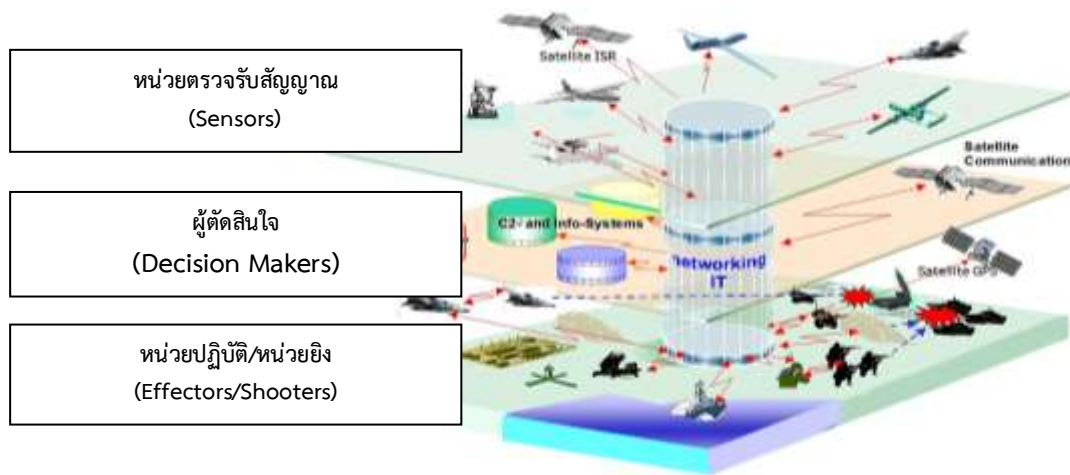 Satellite ISR
หน่วยตรวจรับสัญญาณ
(Sensors)
Satellite
Communication
ผู้ตัดสินใจ
(Decision Makers)
C2- and Info-Systems
networking
IT
Satellite GPS
หน่วยปฏิบัติ/หน่วยยิง
(Effectors/Shooters)